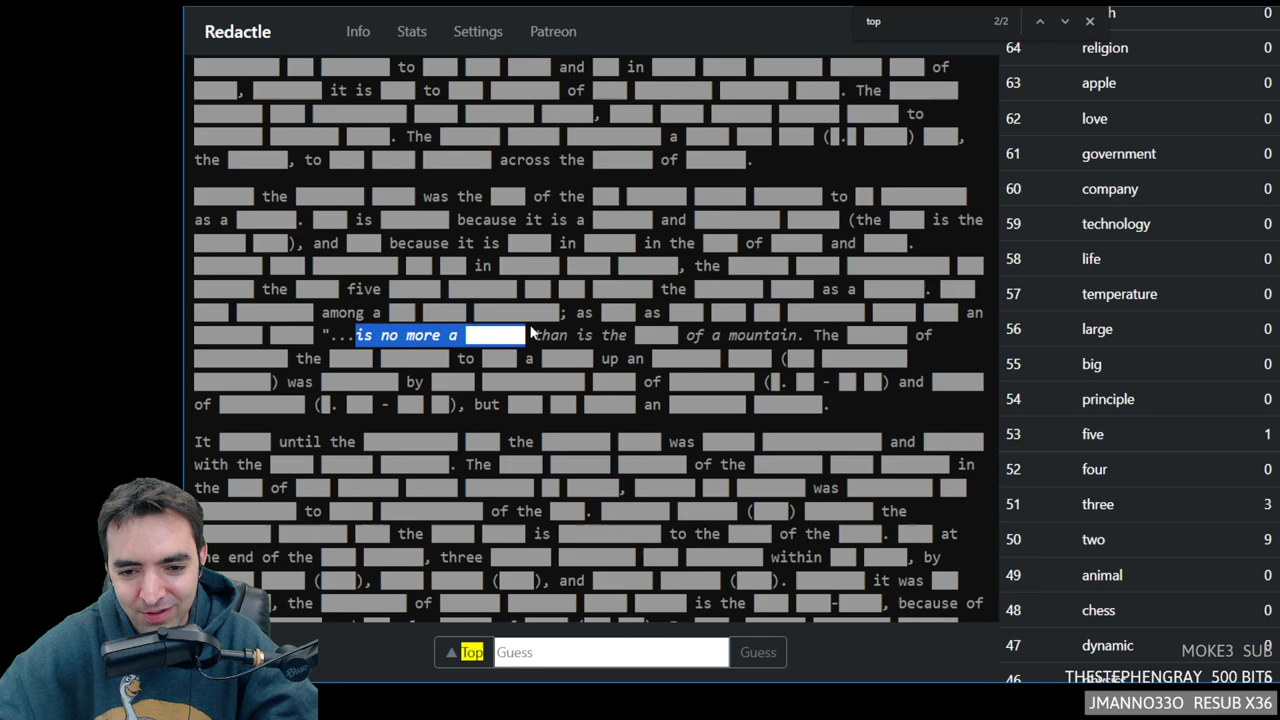 Redactle
Info
Stats
Settings
Patreon
top
2/2
h 0
64 religion 0
63 apple 0
62 love 0
61 government 0
60 company 0
59 technology 0
58 life 0
57 temperature 0
56 large 0
55 big 0
54 principle 0
53 five 1
52 four 0
51 three 3
50 two 9
49 animal 0
48 chess 0
47 dynamic
46
to and in of
, it is to of . The
, to
. The a ( . ) ,
the , to across the of .
the was the of the to
as a . is because it is a and (the is the
), and because it is in in the of and .
in , the
the five the as a .
among a ; as as an
"...is no more a than is the of a mountain. The of
the to a up an (
) was by of ( . - ) and
of ( . - ), but an .
It until the the was and
with the . The of the in
the of , was
to of the . ( ) the
the is to the of the . at
the end of the , three within , by
( ), ( ), and ( ). it was
, the of is the - , because of
Top
Guess
Guess
MOKE3 SUB
THESTEPHENGRAY 500 BITS
JMANNO33O RESUB X36